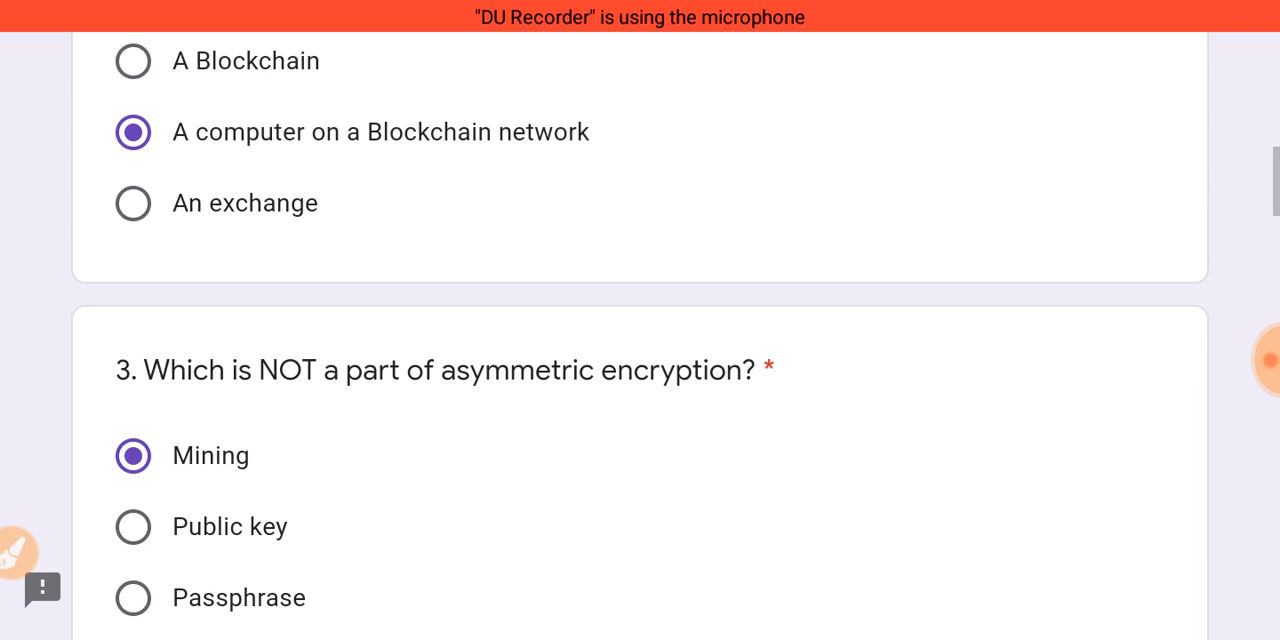 "DU Recorder" is using the microphone
A Blockchain
A computer on a Blockchain network
An exchange
3. Which is NOT a part of asymmetric encryption? *
Mining
Public key
Passphrase